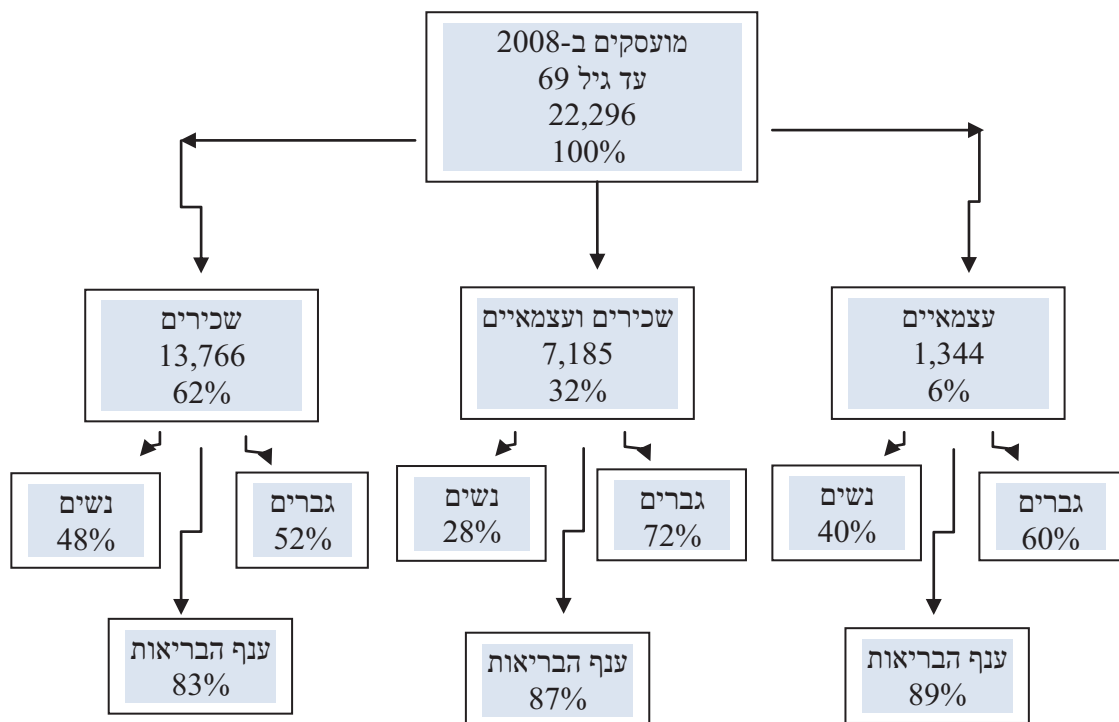 מועסקים ב-2008
עד גיל 69
22,296
100%
עצמאיים
1,344
6%
שכירים ועצמאיים
7,185
32%
שכירים
13,766
62%
גברים
60%
נשים
40%
גברים
72%
נשים
28%
גברים
52%
נשים
48%
ענף הבריאות
89%
ענף הבריאות
87%
ענף הבריאות
83%